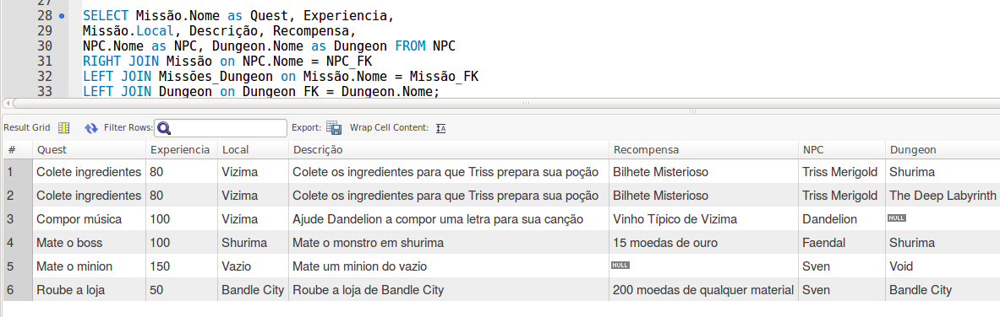 27
28 SELECT Missão.Nome as Quest, Experiencia,
29 Missão.Local, Descrição, Recompensa,
30 NPC.Nome as NPC, Dungeon.Nome as Dungeon FROM NPC
31 RIGHT JOIN Missão on NPC.Nome = NPC_FK
32 LEFT JOIN Missões_Dungeon on Missão.Nome = Missão_FK
33 LEFT JOIN Dungeon on Dungeon_FK = Dungeon.Nome;
Result Grid Filter Rows: Export: Wrap Cell Content: IA
# Quest Experiencia Local Descrição Recompensa NPC Dungeon
1 Colete ingredientes 80 Vizima Colete os ingredientes para que Triss prepara sua poção Bilhete Misterioso Triss Merigold Shurima
2 Colete ingredientes 80 Vizima Colete os ingredientes para que Triss prepara sua poção Bilhete Misterioso Triss Merigold The Deep Labyrinth
3 Compor música 100 Vizima Ajude Dandelion a compor uma letra para sua canção Vinho Típico de Vizima Dandelion NULL
4 Mate o boss 100 Shurima Mate o monstro em shurima 15 moedas de ouro Faendal Shurima
5 Mate o minion 150 Vazio Mate um minion do vazio NULL Sven Void
6 Roube a loja 50 Bandle City Roube a loja de Bandle City 200 moedas de qualquer material Sven Bandle City